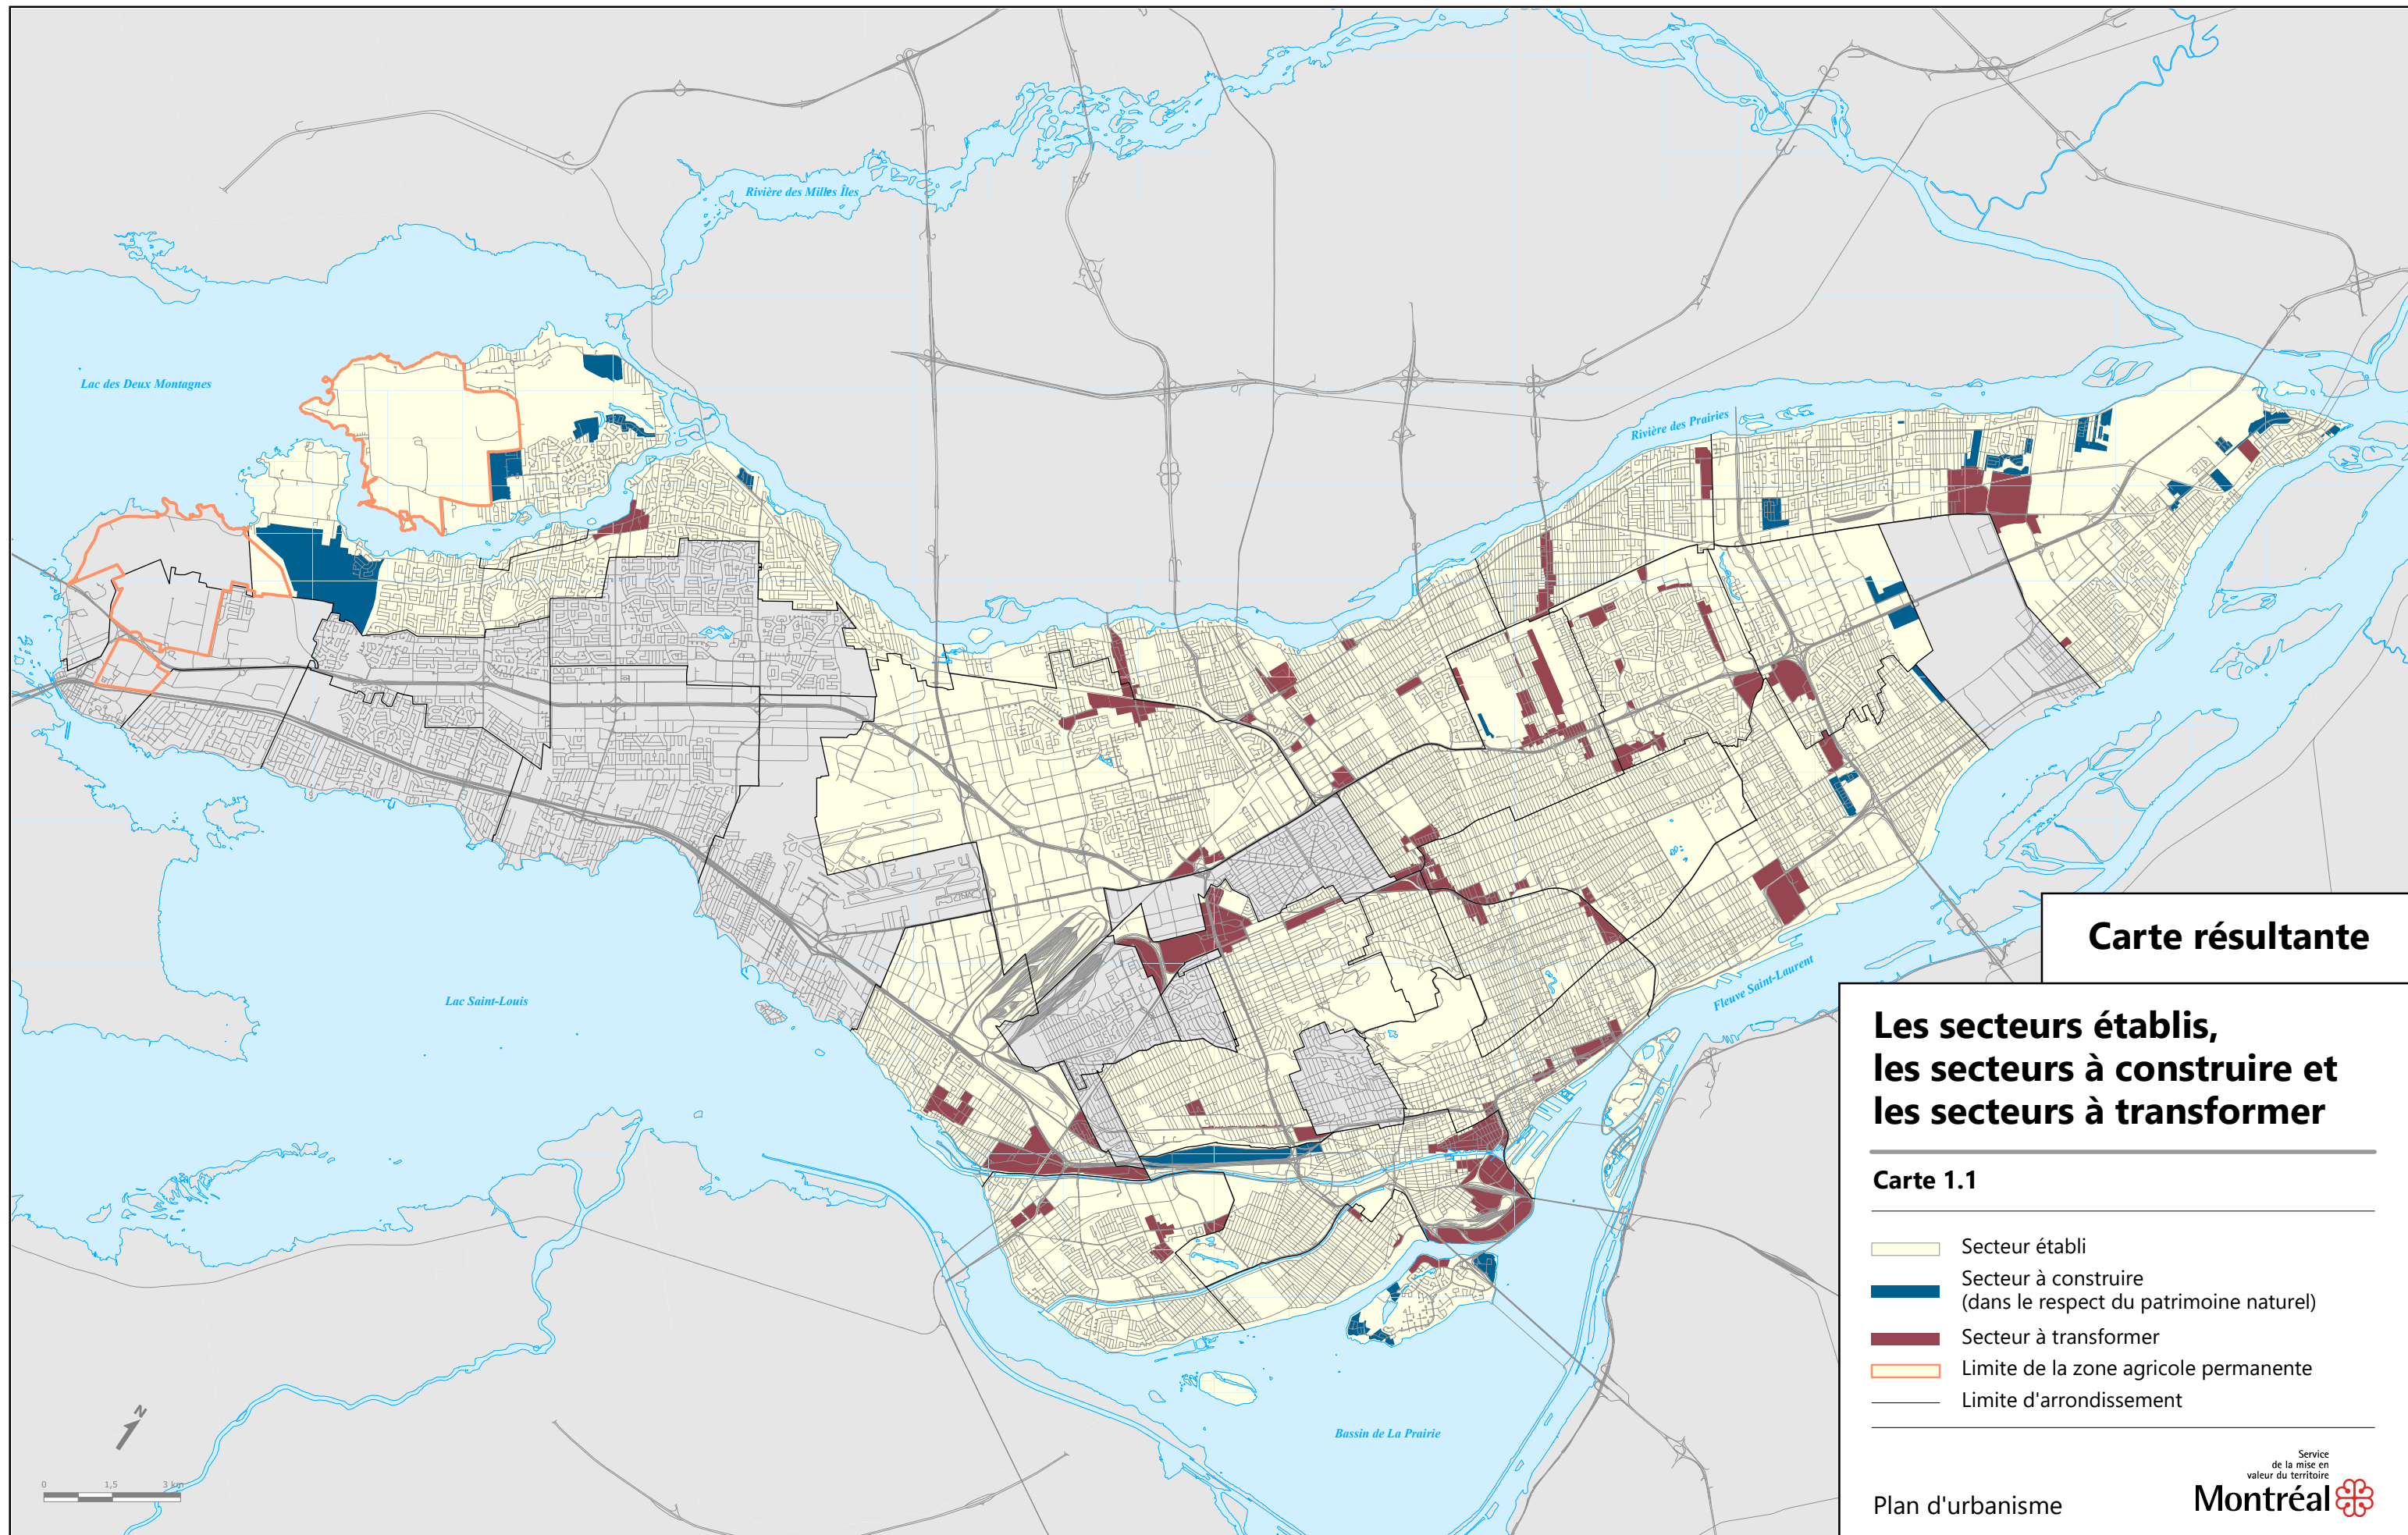 Rivière des Milles Îles
Lac des Deux Montagnes
Rivière des Prairies
Carte résultante
Fleuve Saint-Laurent
Lac Saint-Louis
Les secteurs établis,
les secteurs à construire et
les secteurs à transformer
Carte 1.1
Secteur établi
Secteur à construire
(dans le respect du patrimoine naturel)
Secteur à transformer
Limite de la zone agricole permanente
Limite d'arrondissement
Bassin de La Prairie
N
0 1,5 3 km
Service
de la mise en
valeur du territoire
Plan d'urbanisme
Montréal